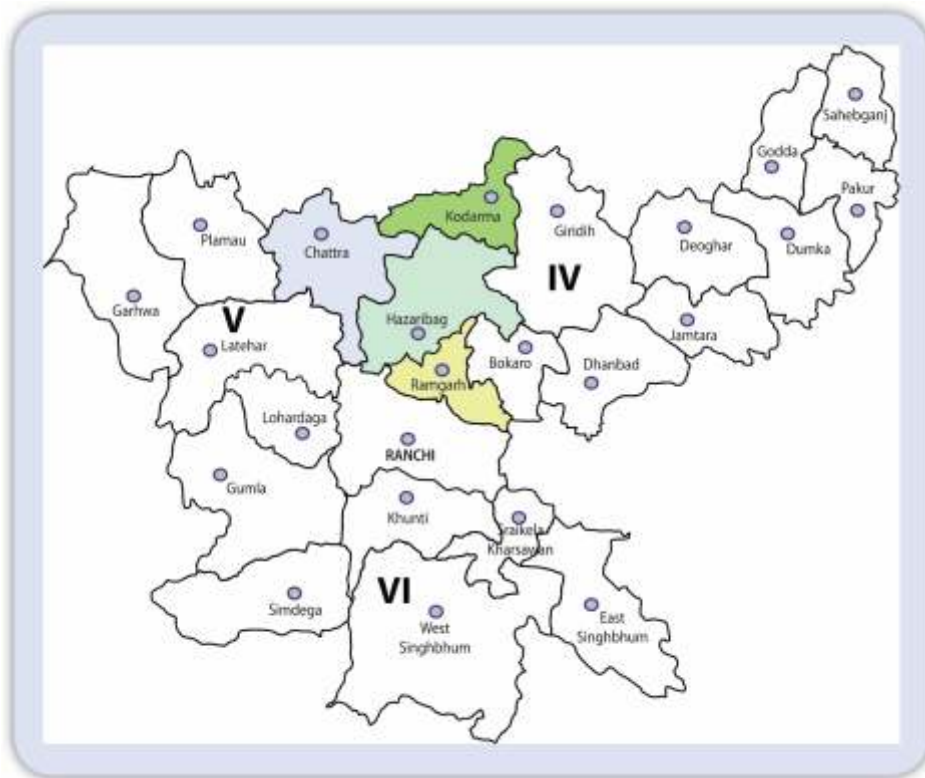 Sahebganj
Godda
Pakur
Kodarma
Giridih
Plamau
Chattra
Deoghar
Dumka
IV
Garhwa
V
Hazaribag
Latehar
Jamtara
Bokaro
Dhanbad
Ramgarh
Lohardaga
RANCHI
Gumla
Khunti
Sraikela
Kharsawan
VI
Simdega
West
Singhbhum
East
Singhbhum